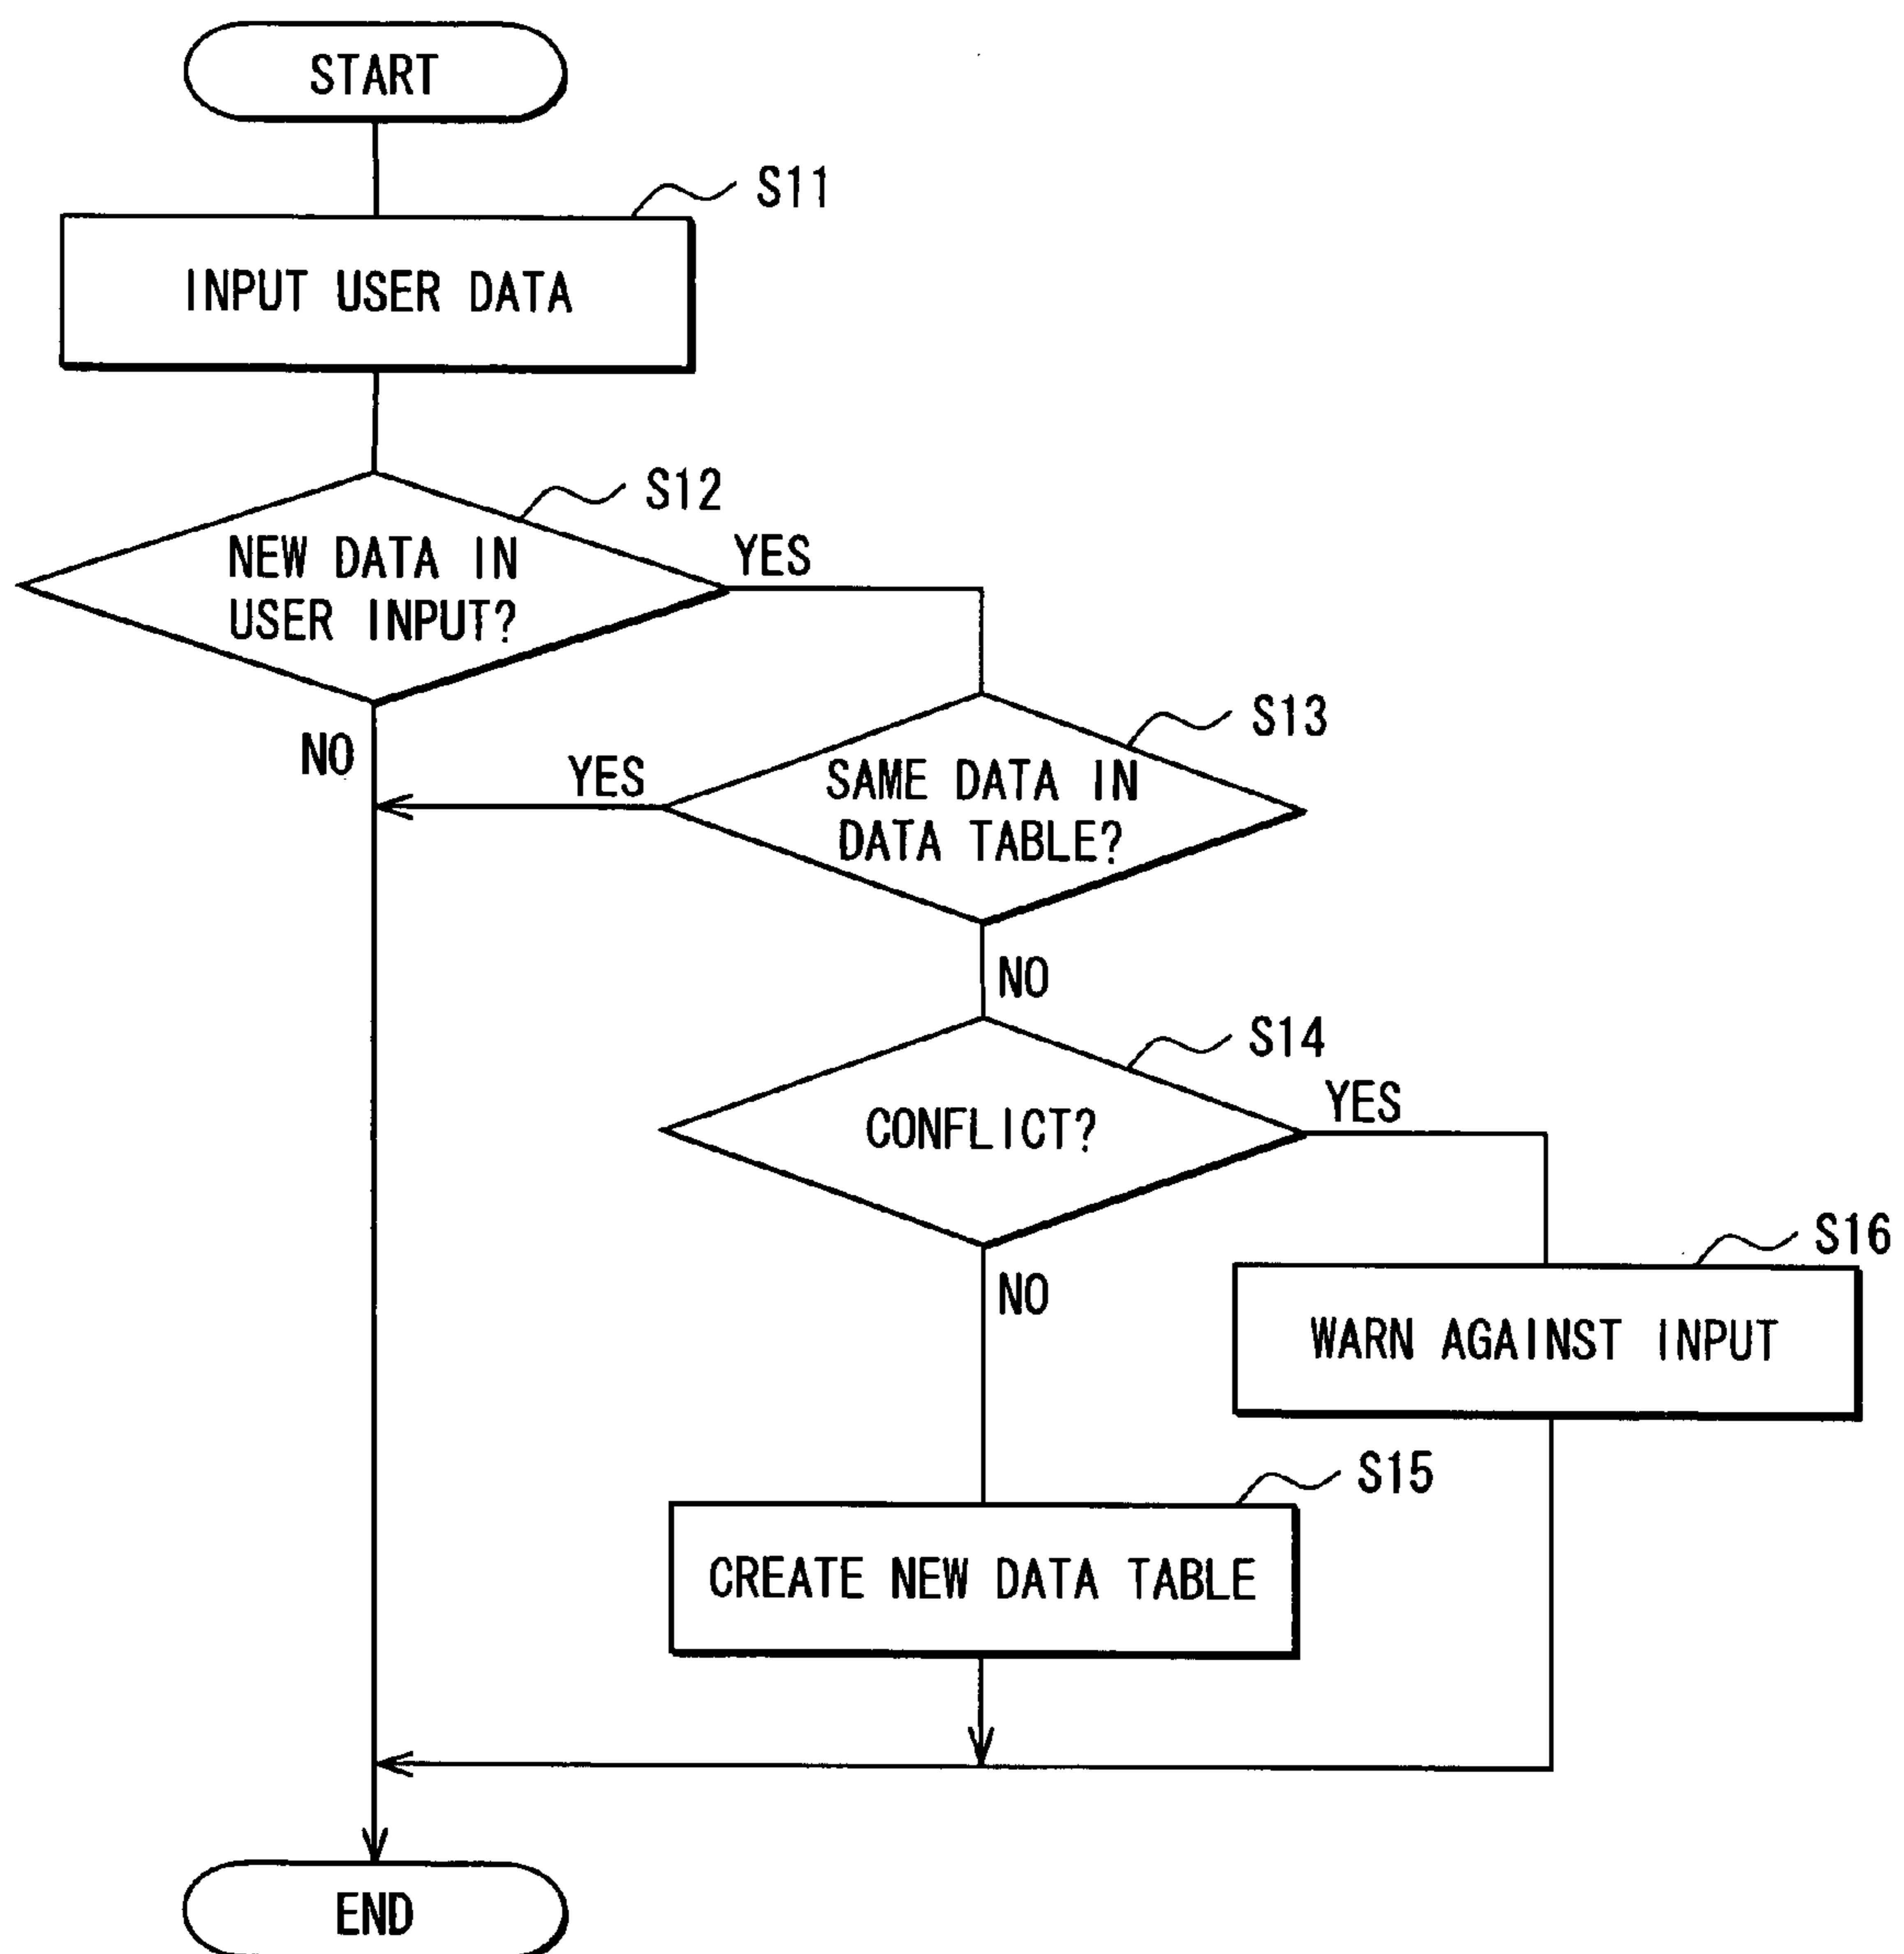 START
S11
INPUT USER DATA
S12
NEW DATA IN
USER INPUT?
YES
NO
S13
YES
SAME DATA IN
DATA TABLE?
NO
S14
CONFLICT?
YES
NO
S16
WARN AGAINST INPUT
S15
CREATE NEW DATA TABLE
END